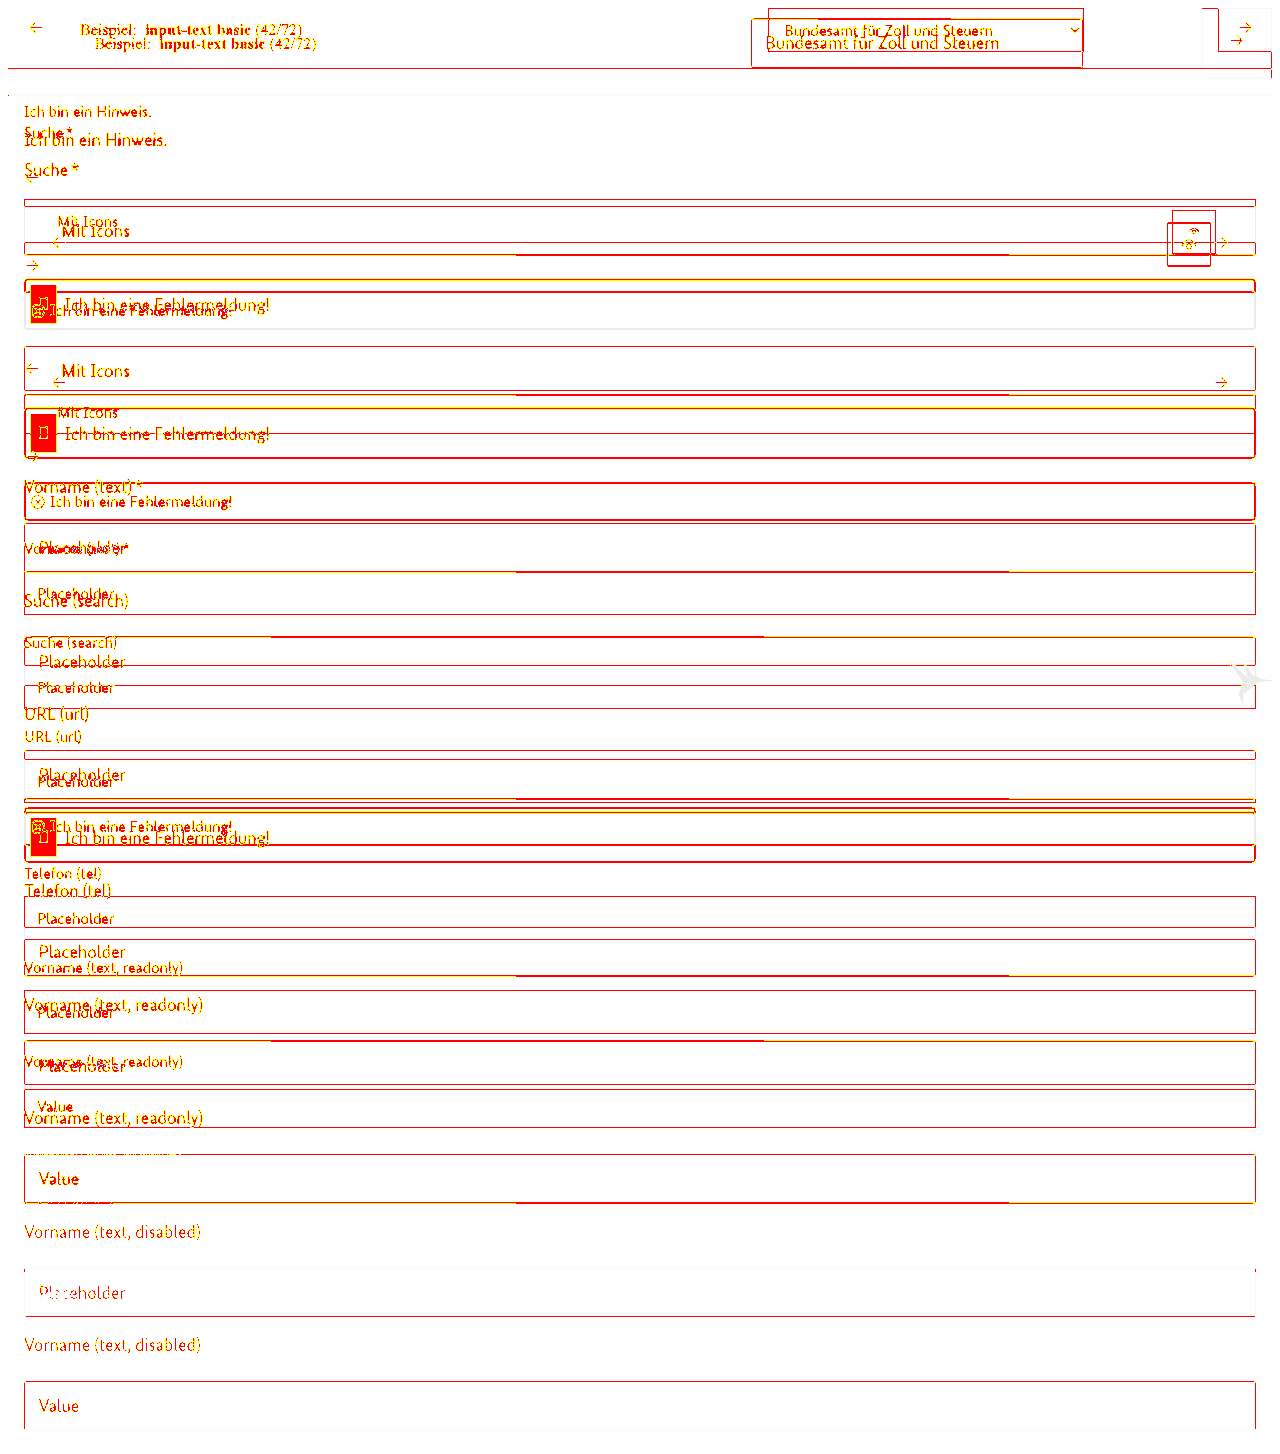 Beispiel: input-text basic (42/72)
Bundesamt für Zoll und Steuern
Beispiel: input-text basic (42/72)
Bundesamt für Zoll und Steuern
Ich bin ein Hinweis.
Suche *
Ich bin ein Hinweis.
Suche *
Mit Icons
Mit Icons
Ich bin eine Fehlermeldung!
Ich bin eine Fehlermeldung!
Mit Icons
Mit Icons
Ich bin eine Fehlermeldung!
Vorname (text) *
Ich bin eine Fehlermeldung!
Placeholder
Vorname (text) *
Placeholder
Suche (search)
Suche (search)
Placeholder
Placeholder
URL (url)
URL (url)
Placeholder
Placeholder
Ich bin eine Fehlermeldung!
Ich bin eine Fehlermeldung!
Telefon (tel)
Telefon (tel)
Placeholder
Placeholder
Vorname (text, readonly)
Vorname (text, readonly)
Placeholder
Vorname (text, readonly)
Placeholder
Value
Vorname (text, readonly)
Value
Vorname (text, disabled)
Placeholder
Vorname (text, disabled)
Value